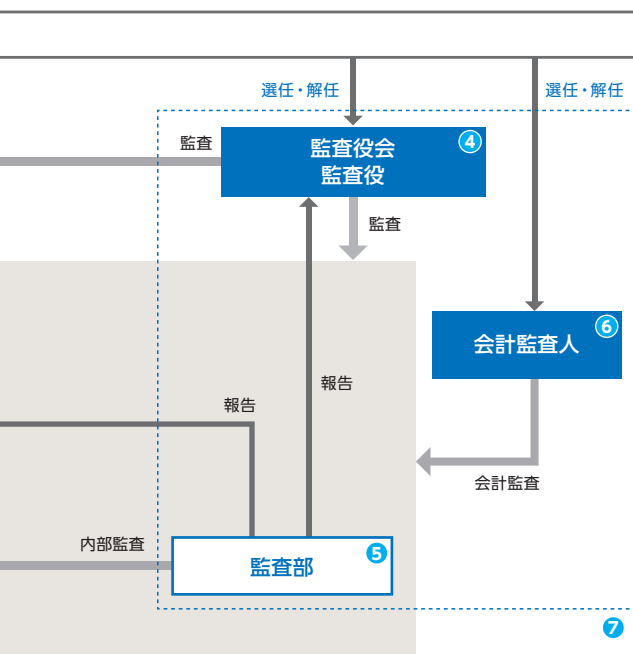 選任・解任
選任・解任
監査
監査役会
監査役
4
監査
6
会計監査人
報告
報告
会計監査
内部監査
監査部
5
7